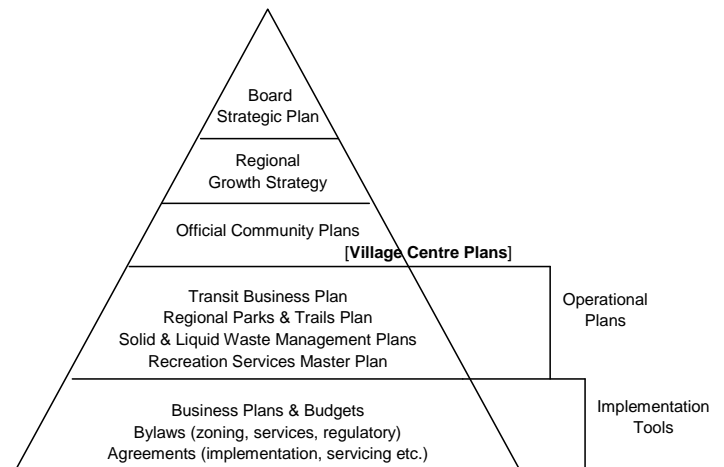 Board
Strategic Plan
Regional
Growth Strategy
Official Community Plans
[Village Centre Plans]
Transit Business Plan
Regional Parks & Trails Plan
Solid & Liquid Waste Management Plans
Recreation Services Master Plan
Operational
Plans
Business Plans & Budgets
Bylaws (zoning, services, regulatory)
Agreements (implementation, servicing etc.)
Implementation
Tools